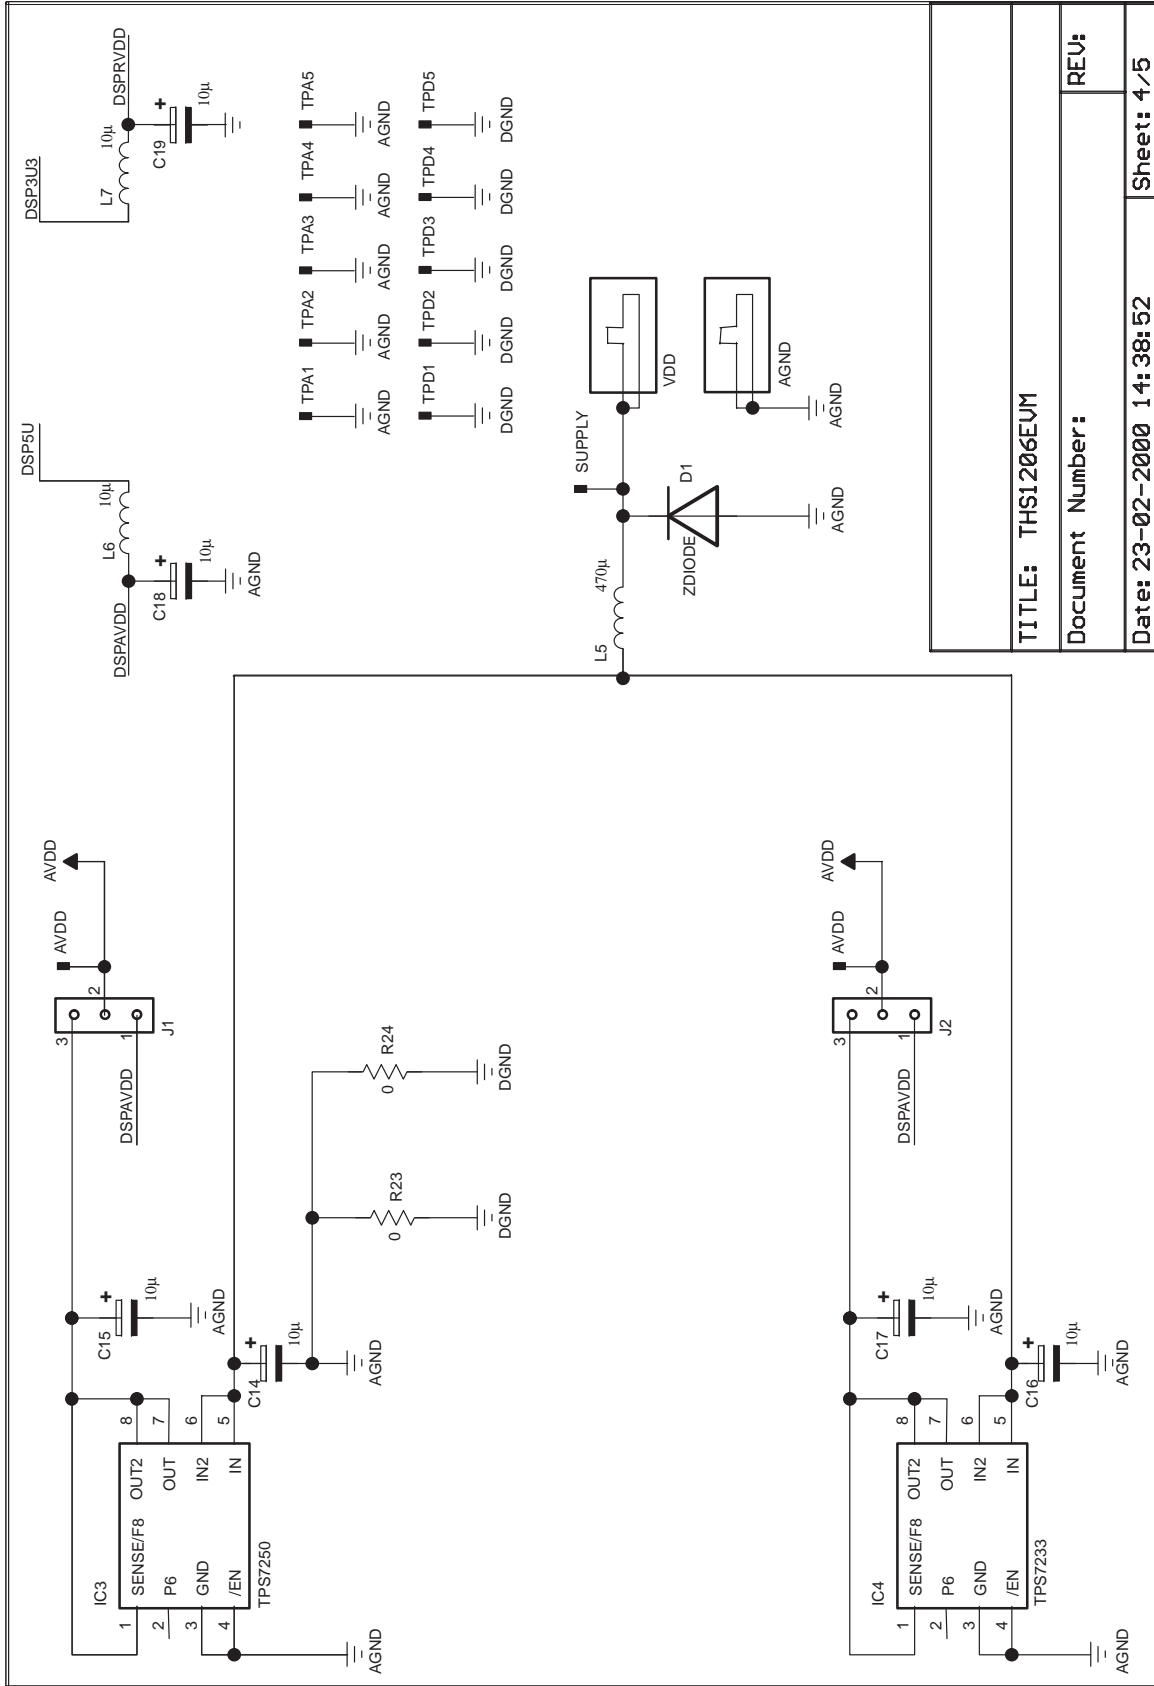 IC3
1 SENSE/F8 OUT2 8
2 P6 OUT 7
3 GND IN2 6
4 /EN IN 5
TPS7250
AGND
C15
+
10µ
AGND
C14
+
10µ
AGND
R23
0
DGND
R24
0
DGND
3
2
1
J1
DSPAVDD
AVDD
AVDD
DSPAVDD
C18
+
10µ
AGND
L6
10µ
DSP5U
DSP3U3
L7
10µ
C19
+
10µ
DSPRVDD
TPA1 TPA2 TPA3 TPA4 TPA5
AGND AGND AGND AGND AGND
TPD1 TPD2 TPD3 TPD4 TPD5
DGND DGND DGND DGND DGND
L5
470µ
SUPPLY
ZDIODE
D1
AGND
VDD
AGND
AGND
IC4
1 SENSE/F8 OUT2 8
2 P6 OUT 7
3 GND IN2 6
4 /EN IN 5
TPS7233
AGND
C17
+
10µ
AGND
C16
+
10µ
AGND
3
2
1
J2
DSPAVDD
AVDD
AVDD
TITLE: THS1206EVM
Document Number:
REV:
Date: 23-02-2000 14:38:52
Sheet: 4/5